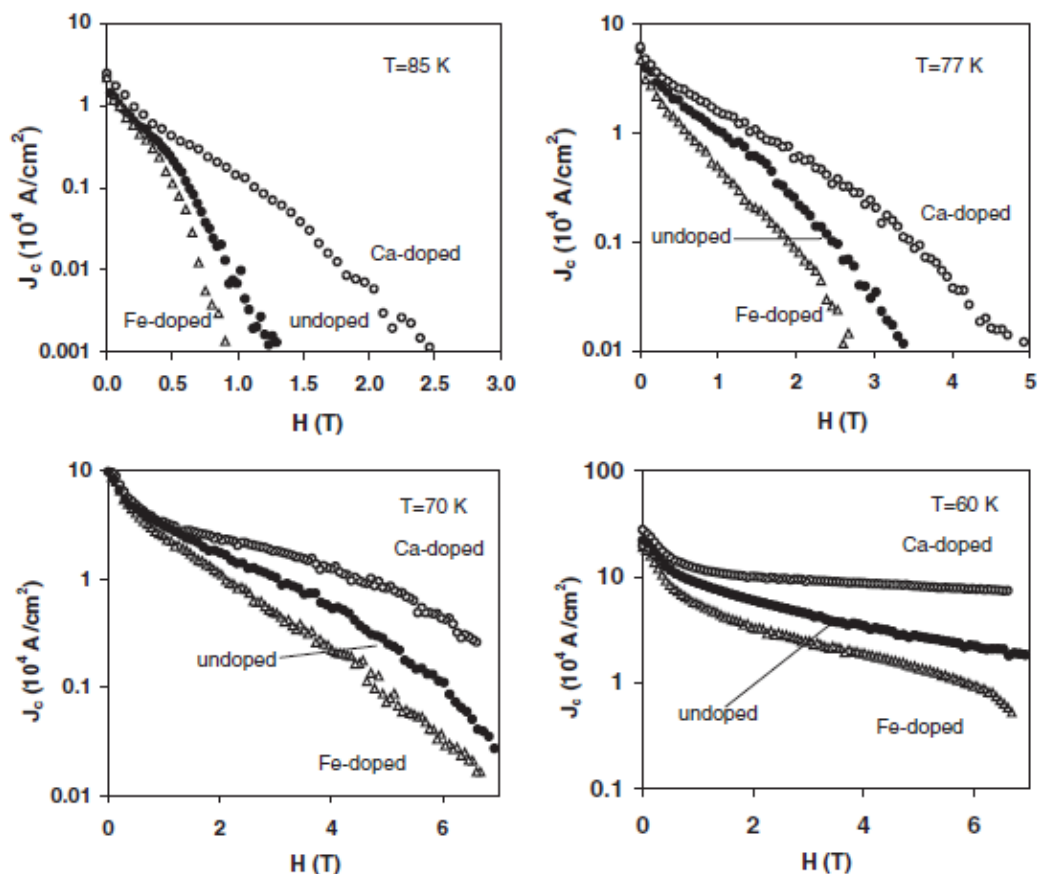 10
1
0.1
0.01
0.001
J_c (10^4 A/cm^2)
T=85 K
Ca-doped
Fe-doped
undoped
0.0 0.5 1.0 1.5 2.0 2.5 3.0
H (T)
10
1
0.1
0.01
J_c (10^4 A/cm^2)
T=77 K
Ca-doped
undoped
Fe-doped
0 1 2 3 4 5
H (T)
10
1
0.1
0.01
J_c (10^4 A/cm^2)
T=70 K
Ca-doped
undoped
Fe-doped
0 2 4 6
H (T)
100
10
1
0.1
J_c (10^4 A/cm^2)
T=60 K
Ca-doped
undoped
Fe-doped
0 2 4 6
H (T)